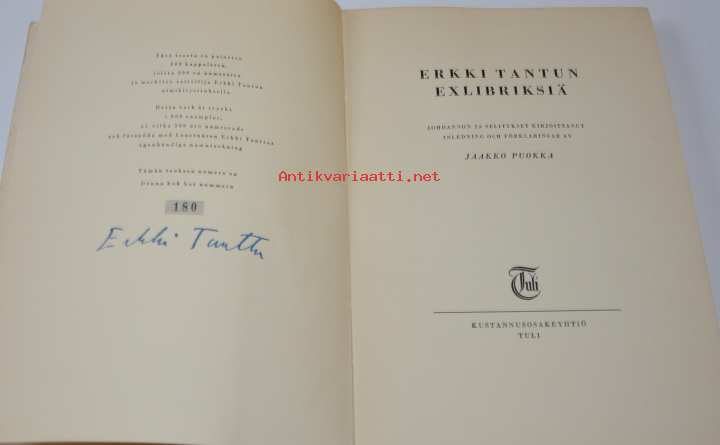 Tätä teosta on painettu
500 kappaletta,
joista 300 on numeroitu
ja merkitty taiteilija Erkki Tantun
nimikirjoituksella.
Detta verk är tryckt
i 500 exemplar,
av vilka 300 äro numrerade
och försedda med konstnären Erkki Tanttus
egenhändiga namnteckning
Tämän teoksen numero on
Denna bok har nummern
180
Erkki Tanttu
ERKKI TANTUN
EXLIBRIKSIÄ
JOHDANNON JA SELITYKSET KIRJOITTANUT
INLEDNING OCH FÖRKLARINGAR AV
JAAKKO PUOKKA
Antikvariaatti.net
Tuli
KUSTANNUSOSAKEYHTIÖ
TULI